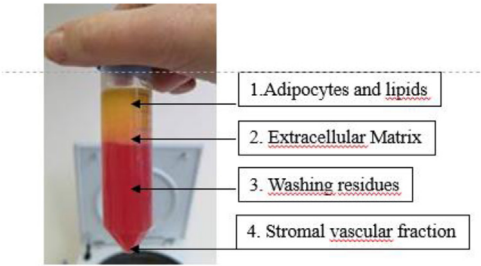 1.Adipocytes and lipids
2. Extracellular Matrix
3. Washing residues
4. Stromal vascular fraction